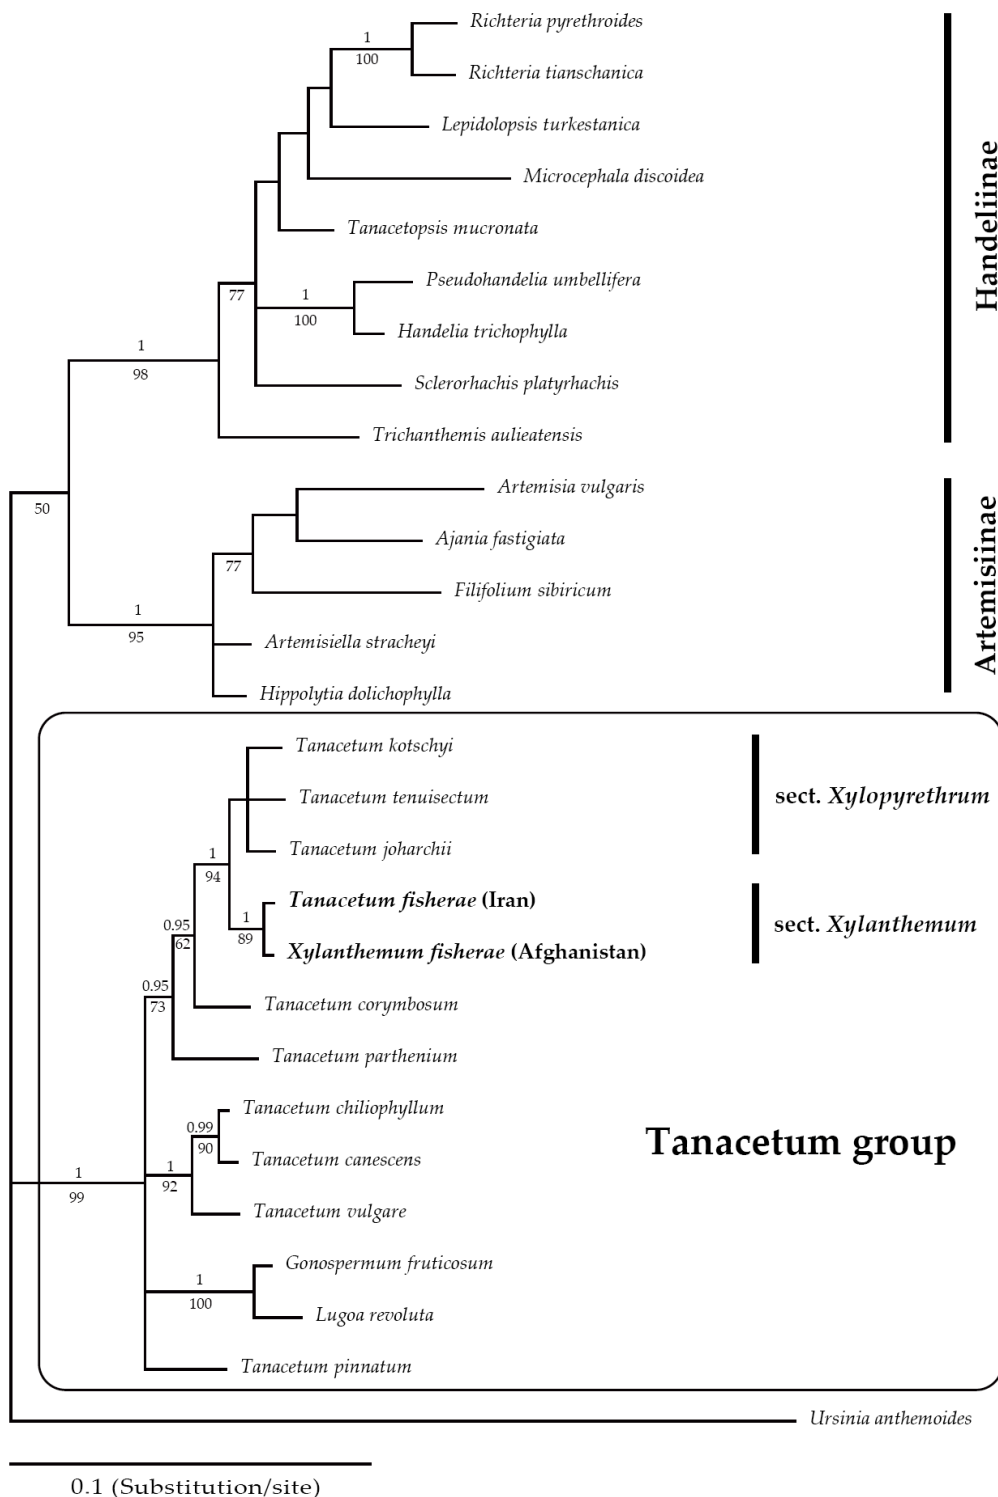 Richteria pyrethroides
1
100
Richteria tianschanica
Lepidolopsis turkestanica
Microcephala discoidea
Tanacetopsis mucronata
Pseudohandelia umbellifera
77
1
100
Handelia trichophylla
1
98
Sclerorhachis platyrhachis
Trichanthemis aulieatensis
Handeliinae
50
Artemisia vulgaris
Ajania fastigiata
77
Filifolium sibiricum
1
95
Artemisiella stracheyi
Hippolytia dolichophylla
Artemisiinae
Tanacetum kotschyi
Tanacetum tenuisectum
sect. Xylopyrethrum
Tanacetum joharchii
1
94
Tanacetum fisherae (Iran)
1
89
sect. Xylanthemum
0.95
62
Xylanthemum fisherae (Afghanistan)
0.95
73
Tanacetum corymbosum
Tanacetum parthenium
Tanacetum chiliophyllum
0.99
90
Tanacetum group
Tanacetum canescens
1
92
1
99
Tanacetum vulgare
Gonospermum fruticosum
1
100
Lugoa revoluta
Tanacetum pinnatum
Ursinia anthemoides
0.1 (Substitution/site)